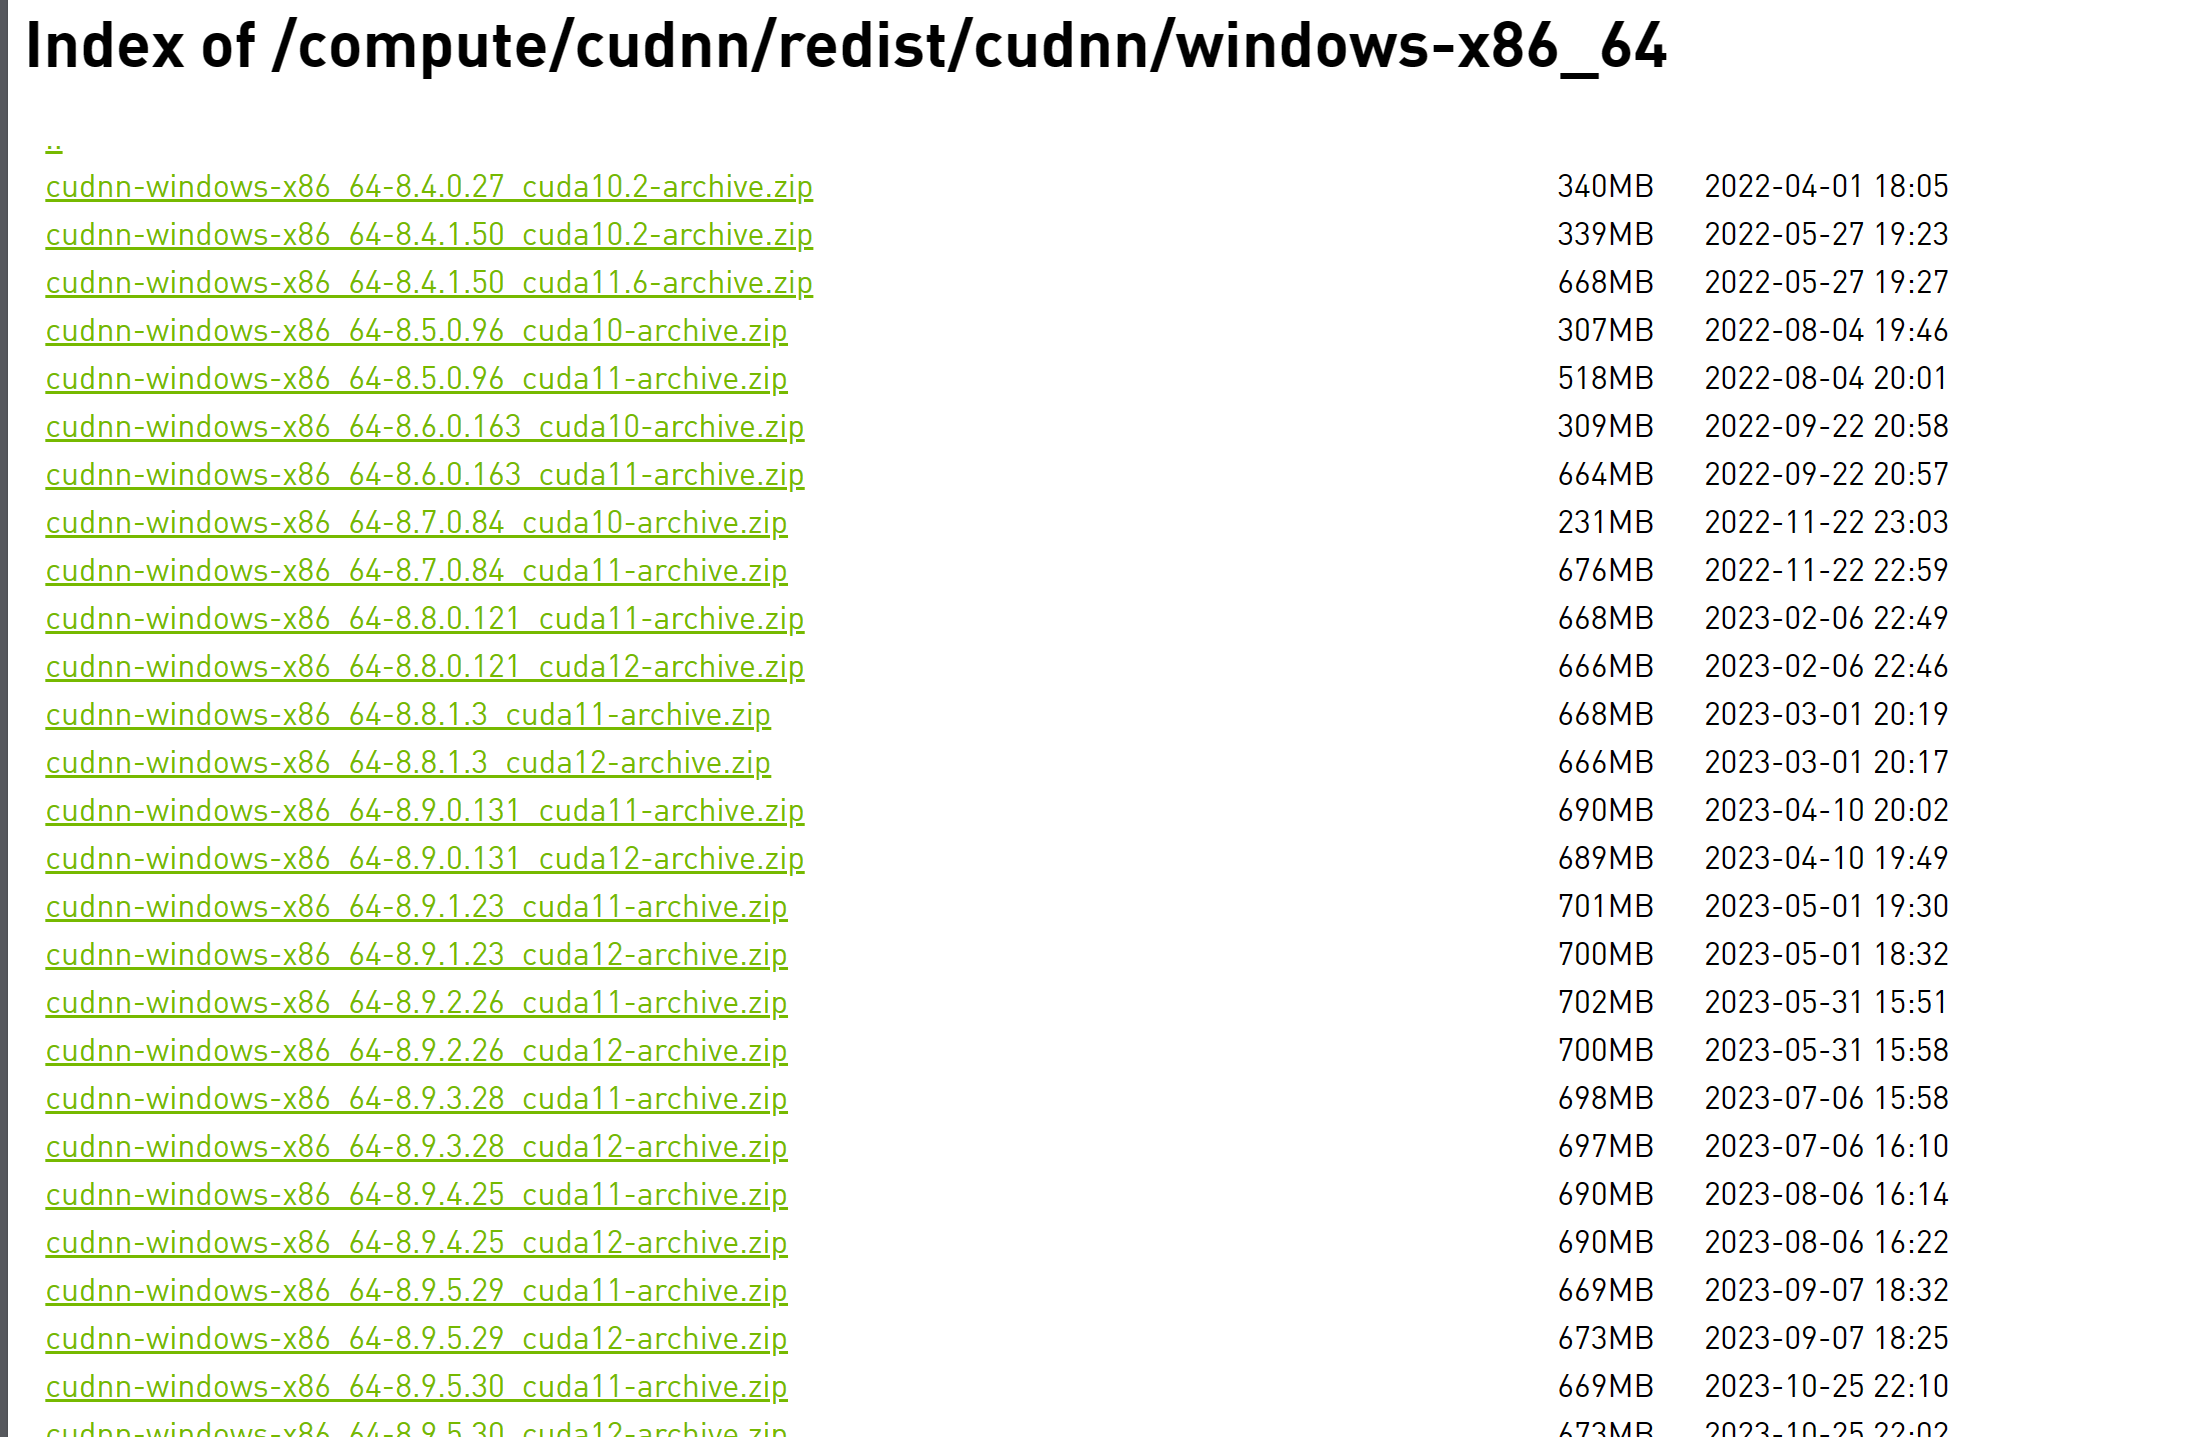 Index of /compute/cudnn/redist/cudnn/windows-x86_64
..
cudnn-windows-x86_64-8.4.0.27_cuda10.2-archive.zip 340MB 2022-04-01 18:05
cudnn-windows-x86_64-8.4.1.50_cuda10.2-archive.zip 339MB 2022-05-27 19:23
cudnn-windows-x86_64-8.4.1.50_cuda11.6-archive.zip 668MB 2022-05-27 19:27
cudnn-windows-x86_64-8.5.0.96_cuda10-archive.zip 307MB 2022-08-04 19:46
cudnn-windows-x86_64-8.5.0.96_cuda11-archive.zip 518MB 2022-08-04 20:01
cudnn-windows-x86_64-8.6.0.163_cuda10-archive.zip 309MB 2022-09-22 20:58
cudnn-windows-x86_64-8.6.0.163_cuda11-archive.zip 664MB 2022-09-22 20:57
cudnn-windows-x86_64-8.7.0.84_cuda10-archive.zip 231MB 2022-11-22 23:03
cudnn-windows-x86_64-8.7.0.84_cuda11-archive.zip 676MB 2022-11-22 22:59
cudnn-windows-x86_64-8.8.0.121_cuda11-archive.zip 668MB 2023-02-06 22:49
cudnn-windows-x86_64-8.8.0.121_cuda12-archive.zip 666MB 2023-02-06 22:46
cudnn-windows-x86_64-8.8.1.3_cuda11-archive.zip 668MB 2023-03-01 20:19
cudnn-windows-x86_64-8.8.1.3_cuda12-archive.zip 666MB 2023-03-01 20:17
cudnn-windows-x86_64-8.9.0.131_cuda11-archive.zip 690MB 2023-04-10 20:02
cudnn-windows-x86_64-8.9.0.131_cuda12-archive.zip 689MB 2023-04-10 19:49
cudnn-windows-x86_64-8.9.1.23_cuda11-archive.zip 701MB 2023-05-01 19:30
cudnn-windows-x86_64-8.9.1.23_cuda12-archive.zip 700MB 2023-05-01 18:32
cudnn-windows-x86_64-8.9.2.26_cuda11-archive.zip 702MB 2023-05-31 15:51
cudnn-windows-x86_64-8.9.2.26_cuda12-archive.zip 700MB 2023-05-31 15:58
cudnn-windows-x86_64-8.9.3.28_cuda11-archive.zip 698MB 2023-07-06 15:58
cudnn-windows-x86_64-8.9.3.28_cuda12-archive.zip 697MB 2023-07-06 16:10
cudnn-windows-x86_64-8.9.4.25_cuda11-archive.zip 690MB 2023-08-06 16:14
cudnn-windows-x86_64-8.9.4.25_cuda12-archive.zip 690MB 2023-08-06 16:22
cudnn-windows-x86_64-8.9.5.29_cuda11-archive.zip 669MB 2023-09-07 18:32
cudnn-windows-x86_64-8.9.5.29_cuda12-archive.zip 673MB 2023-09-07 18:25
cudnn-windows-x86_64-8.9.5.30_cuda11-archive.zip 669MB 2023-10-25 22:10
cudnn-windows-x86_64-8.9.5.30_cuda12-archive.zip 673MB 2023-10-25 22:02